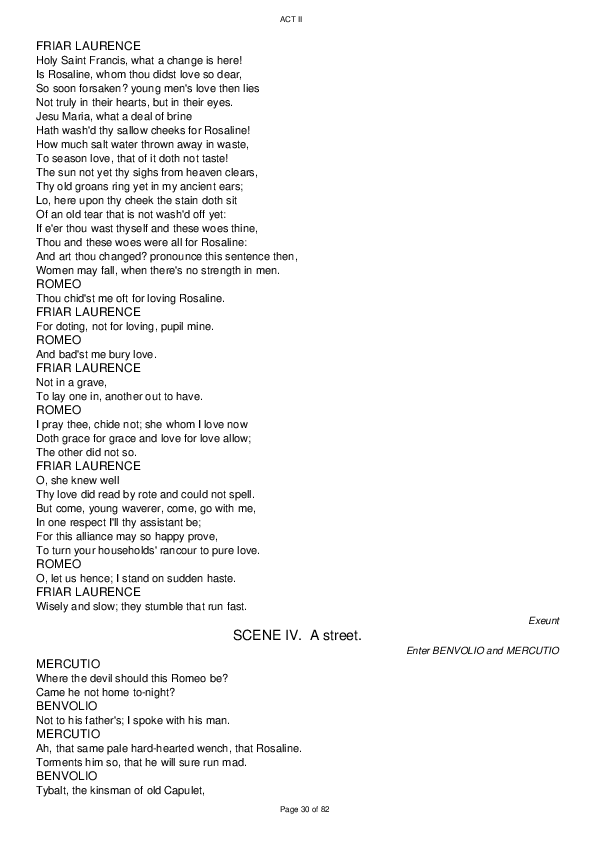 ACT II
FRIAR LAURENCE
Holy Saint Francis, what a change is here!
Is Rosaline, whom thou didst love so dear,
So soon forsaken? young men's love then lies
Not truly in their hearts, but in their eyes.
Jesu Maria, what a deal of brine
Hath wash'd thy sallow cheeks for Rosaline!
How much salt water thrown away in waste,
To season love, that of it doth not taste!
The sun not yet thy sighs from heaven clears,
Thy old groans ring yet in my ancient ears;
Lo, here upon thy cheek the stain doth sit
Of an old tear that is not wash'd off yet:
If e'er thou wast thyself and these woes thine,
Thou and these woes were all for Rosaline:
And art thou changed? pronounce this sentence then,
Women may fall, when there's no strength in men.
ROMEO
Thou chid'st me oft for loving Rosaline.
FRIAR LAURENCE
For doting, not for loving, pupil mine.
ROMEO
And bad'st me bury love.
FRIAR LAURENCE
Not in a grave,
To lay one in, another out to have.
ROMEO
I pray thee, chide not; she whom I love now
Doth grace for grace and love for love allow;
The other did not so.
FRIAR LAURENCE
O, she knew well
Thy love did read by rote and could not spell.
But come, young waverer, come, go with me,
In one respect I'll thy assistant be;
For this alliance may so happy prove,
To turn your households' rancour to pure love.
ROMEO
O, let us hence; I stand on sudden haste.
FRIAR LAURENCE
Wisely and slow; they stumble that run fast.
Exeunt
SCENE IV. A street.
Enter BENVOLIO and MERCUTIO
MERCUTIO
Where the devil should this Romeo be?
Came he not home to-night?
BENVOLIO
Not to his father's; I spoke with his man.
MERCUTIO
Ah, that same pale hard-hearted wench, that Rosaline.
Torments him so, that he will sure run mad.
BENVOLIO
Tybalt, the kinsman of old Capulet,
Page 30 of 82